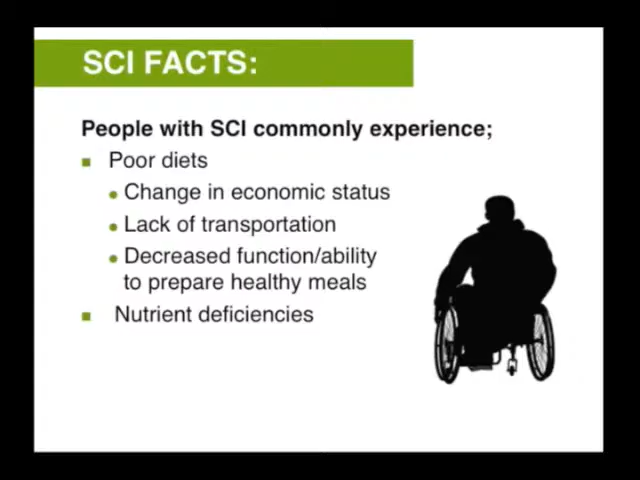 SCI FACTS:
People with SCI commonly experience;
Poor diets
Change in economic status
Lack of transportation
Decreased function/ability
to prepare healthy meals
Nutrient deficiencies